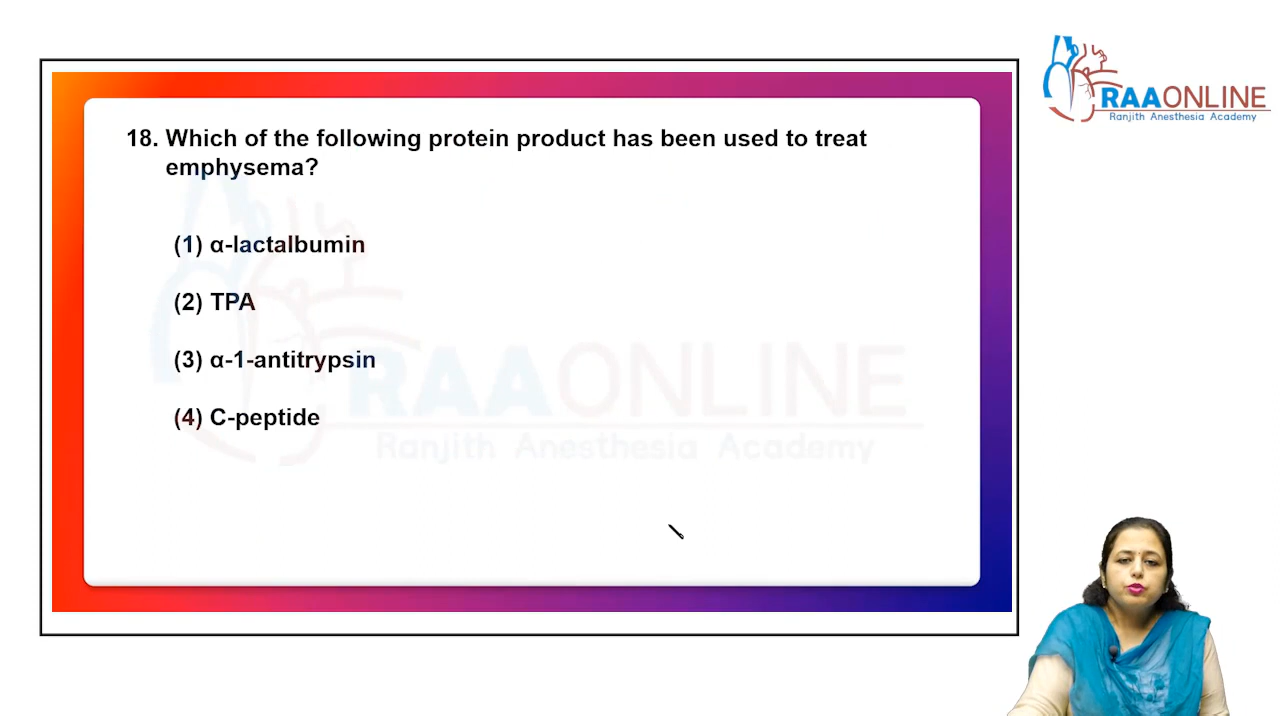 RAAONLINE
Ranjith Anesthesia Academy
18. Which of the following protein product has been used to treat
emphysema?
(1) α-lactalbumin
(2) TPA
(3) α-1-antitrypsin
(4) C-peptide
RAAONLINE
Ranjith Anesthesia Academy